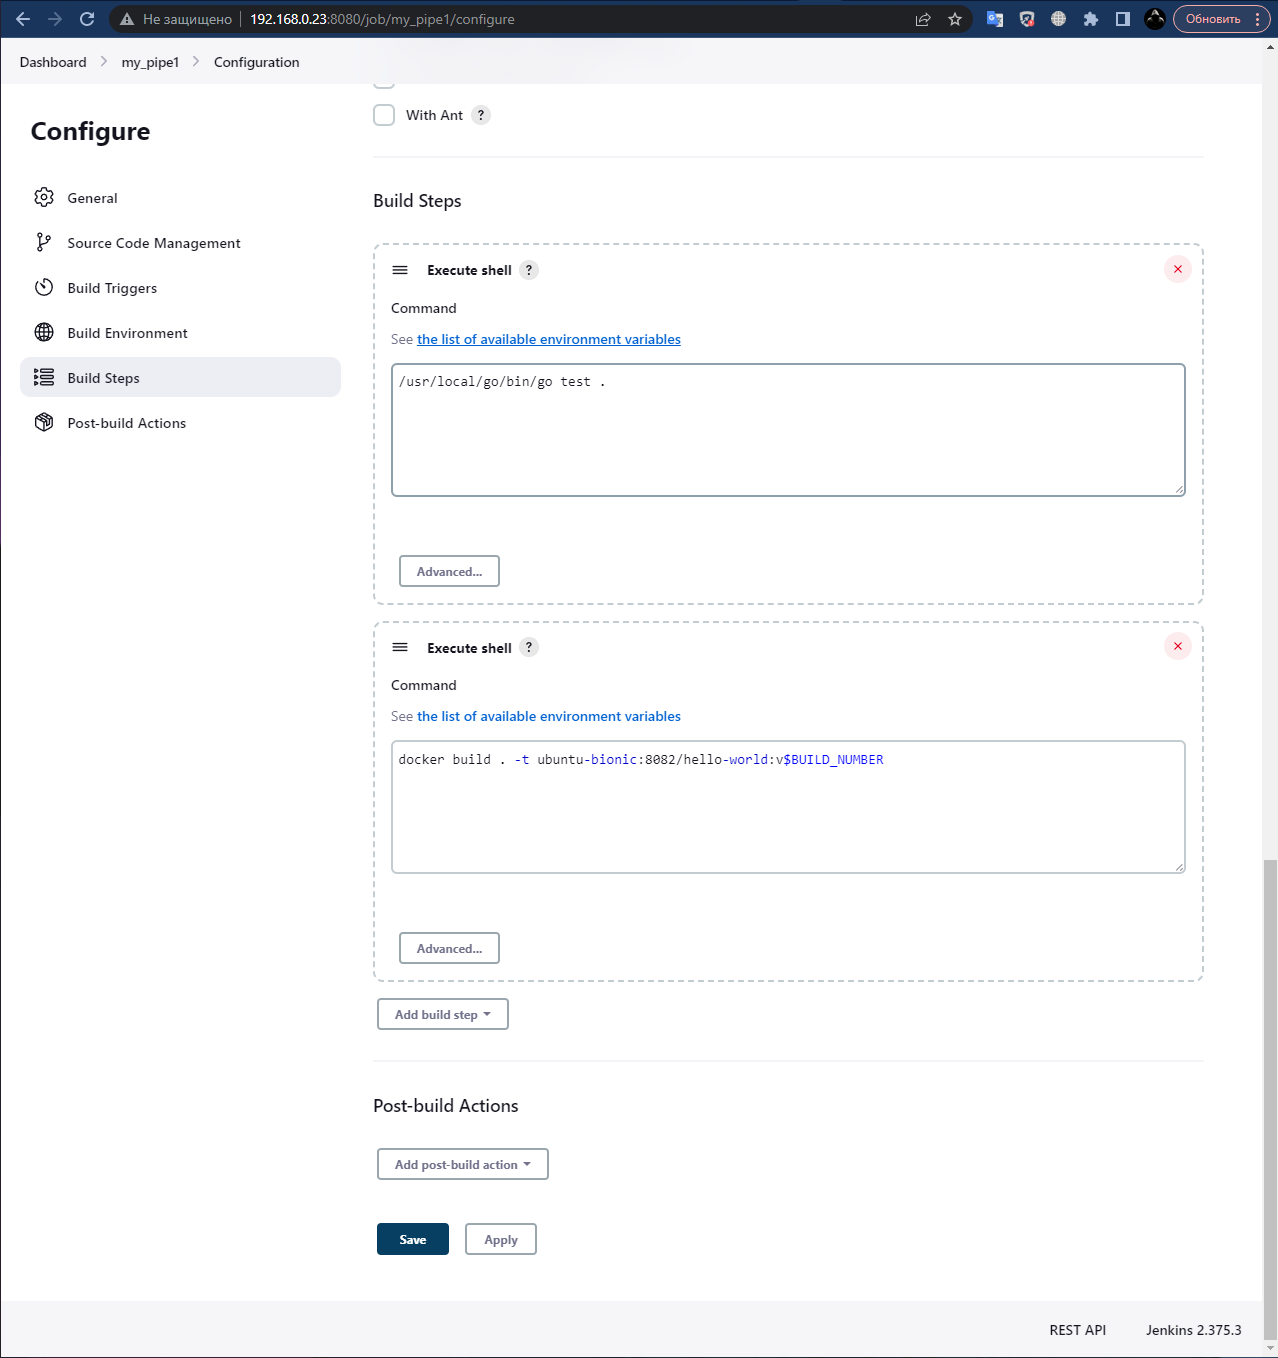 Не защищено
192.168.0.23:8080/job/my_pipe1/configure
Обновить
Dashboard
my_pipe1
Configuration
Configure
General
Source Code Management
Build Triggers
Build Environment
Build Steps
Post-build Actions
With Ant ?
Build Steps
Execute shell ?
Command
See the list of available environment variables
/usr/local/go/bin/go test .
Advanced...
Execute shell ?
Command
See the list of available environment variables
docker build . -t ubuntu-bionic:8082/hello-world:v$BUILD_NUMBER
Advanced...
Add build step
Post-build Actions
Add post-build action
Save
Apply
REST API
Jenkins 2.375.3